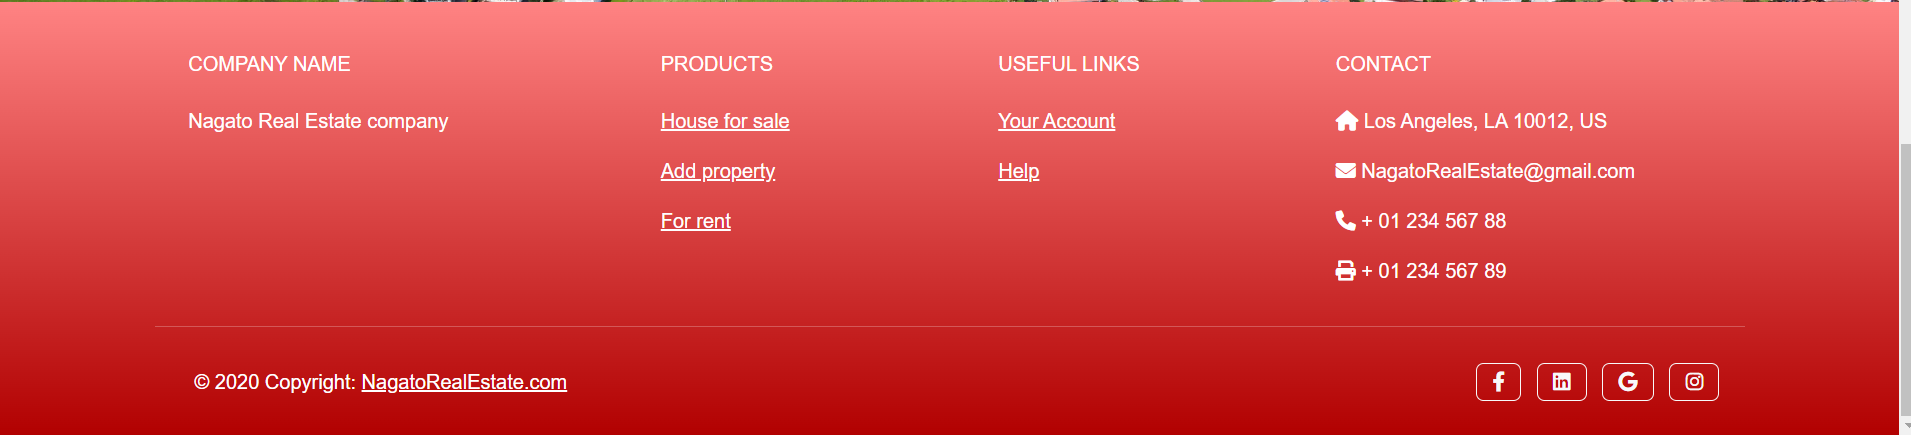 COMPANY NAME
Nagato Real Estate company
PRODUCTS
House for sale
Add property
For rent
USEFUL LINKS
Your Account
Help
CONTACT
Los Angeles, LA 10012, US
NagatoRealEstate@gmail.com
+ 01 234 567 88
+ 01 234 567 89
© 2020 Copyright: NagatoRealEstate.com